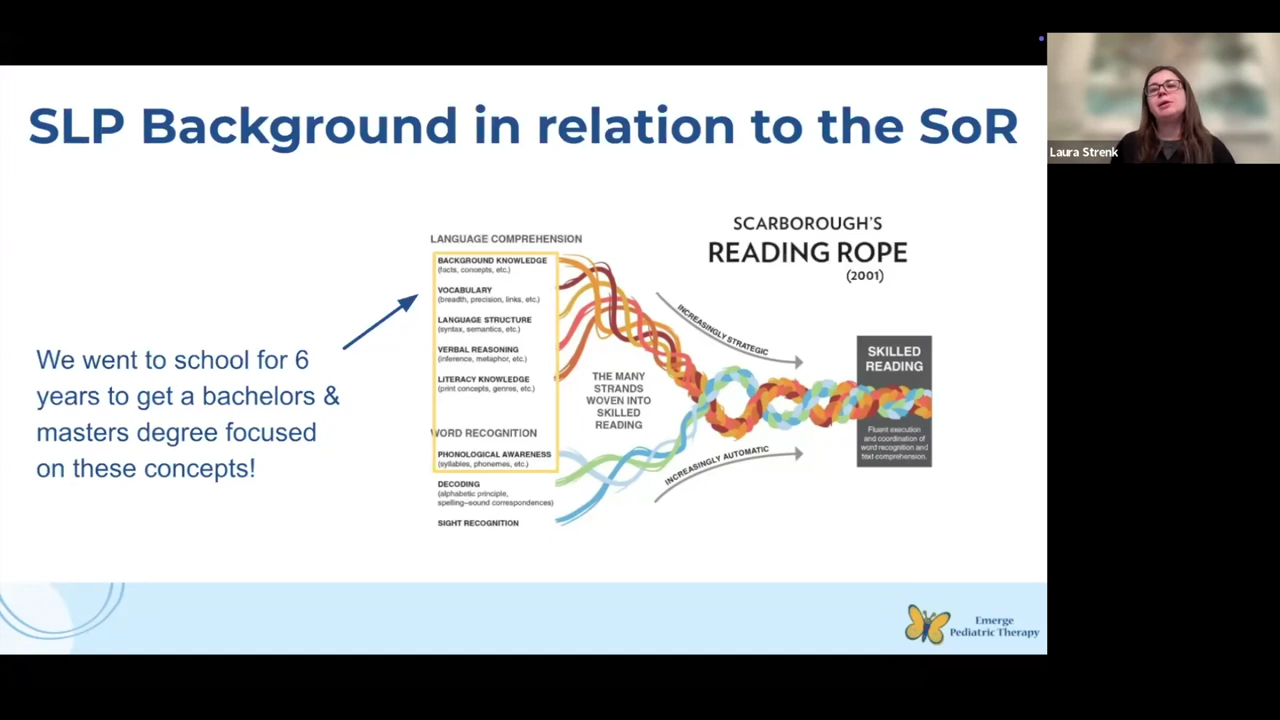 SLP Background in relation to the SoR
Laura Strenk
We went to school for 6
years to get a bachelors &
masters degree focused
on these concepts!
LANGUAGE COMPREHENSION
BACKGROUND KNOWLEDGE
(facts, concepts, etc.)
VOCABULARY
(breadth, precision, links, etc.)
LANGUAGE STRUCTURE
(syntax, semantics, etc.)
VERBAL REASONING
(inference, metaphor, etc.)
LITERACY KNOWLEDGE
(print concepts, genres, etc.)
WORD RECOGNITION
PHONOLOGICAL AWARENESS
(syllables, phonemes, etc.)
DECODING
(alphabetic principle,
spelling–sound correspondences)
SIGHT RECOGNITION
THE MANY
STRANDS
WOVEN INTO
SKILLED
READING
SCARBOROUGH'S
READING ROPE
(2001)
INCREASINGLY STRATEGIC
INCREASINGLY AUTOMATIC
SKILLED
READING
Fluent execution
and coordination of
word recognition and
text comprehension.
Emerge
Pediatric Therapy